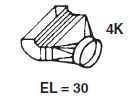 4K
EL = 30